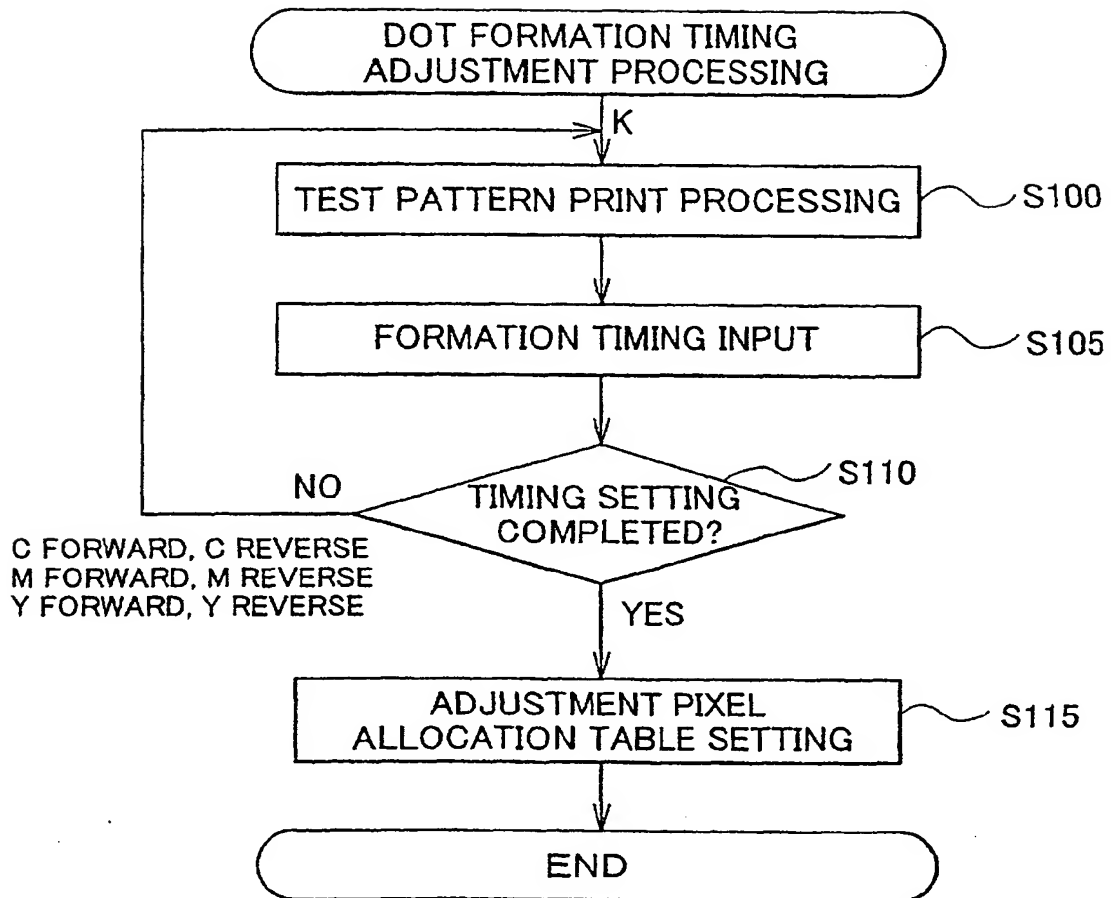 DOT FORMATION TIMING
ADJUSTMENT PROCESSING
K
TEST PATTERN PRINT PROCESSING
S100
FORMATION TIMING INPUT
S105
S110
TIMING SETTING
COMPLETED?
NO
C FORWARD, C REVERSE
M FORWARD, M REVERSE
Y FORWARD, Y REVERSE
YES
ADJUSTMENT PIXEL
ALLOCATION TABLE SETTING
S115
END